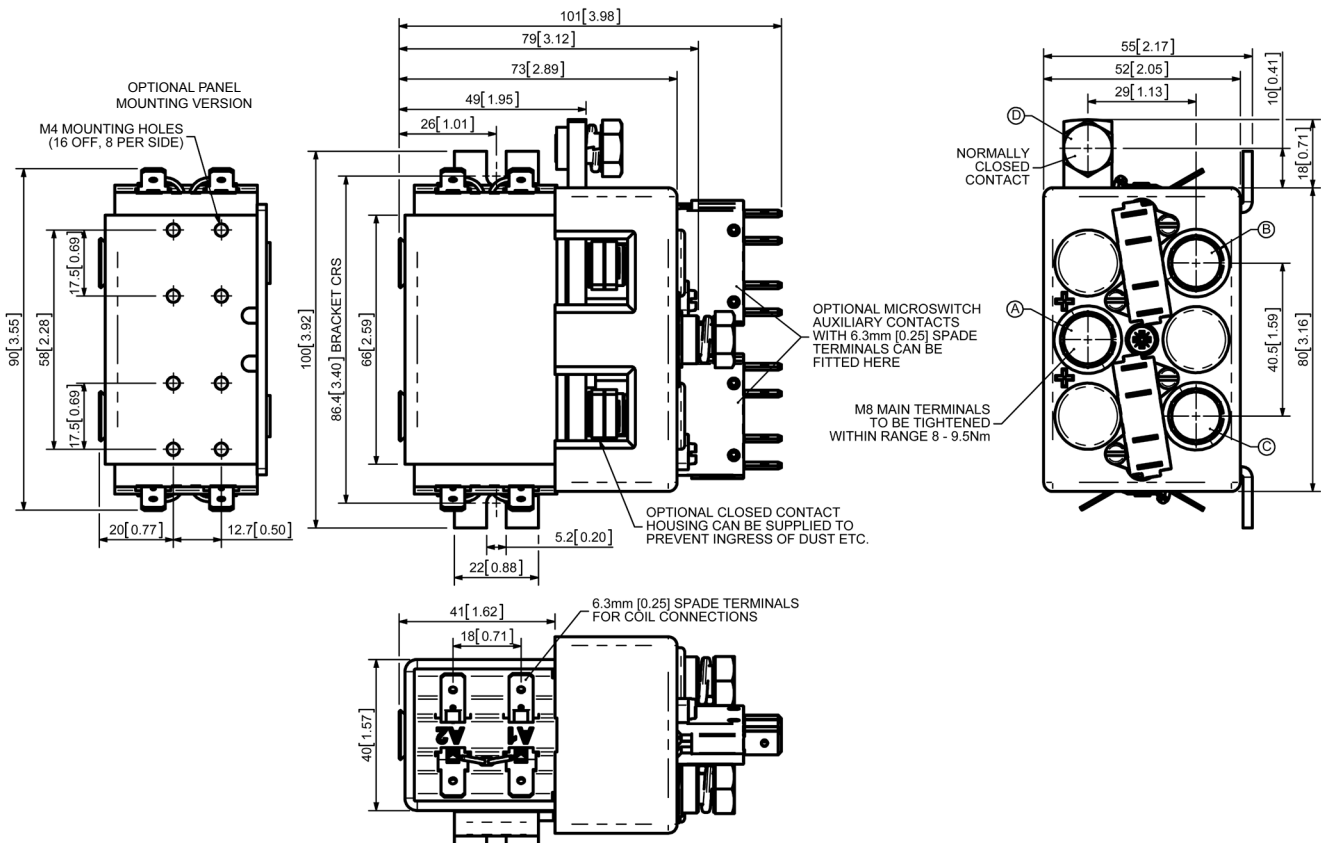 OPTIONAL PANEL
MOUNTING VERSION
M4 MOUNTING HOLES
(16 OFF, 8 PER SIDE)
90[3.55]
58[2.28]
17.5[0.69]
17.5[0.69]
20[0.77]
12.7[0.50]
101[3.98]
79[3.12]
73[2.89]
49[1.95]
26[1.01]
100[3.92]
86.4[3.40] BRACKET CRS
66[2.59]
5.2[0.20]
22[0.88]
OPTIONAL MICROSWITCH
AUXILIARY CONTACTS
WITH 6.3mm [0.25] SPADE
TERMINALS CAN BE
FITTED HERE
OPTIONAL CLOSED CONTACT
HOUSING CAN BE SUPPLIED TO
PREVENT INGRESS OF DUST ETC.
55[2.17]
52[2.05]
29[1.13]
10[0.41]
18[0.71]
D
NORMALLY
CLOSED
CONTACT
B
A
C
40.5[1.59]
80[3.16]
M8 MAIN TERMINALS
TO BE TIGHTENED
WITHIN RANGE 8 - 9.5Nm
6.3mm [0.25] SPADE TERMINALS
FOR COIL CONNECTIONS
41[1.62]
18[0.71]
40[1.57]
A2
A1